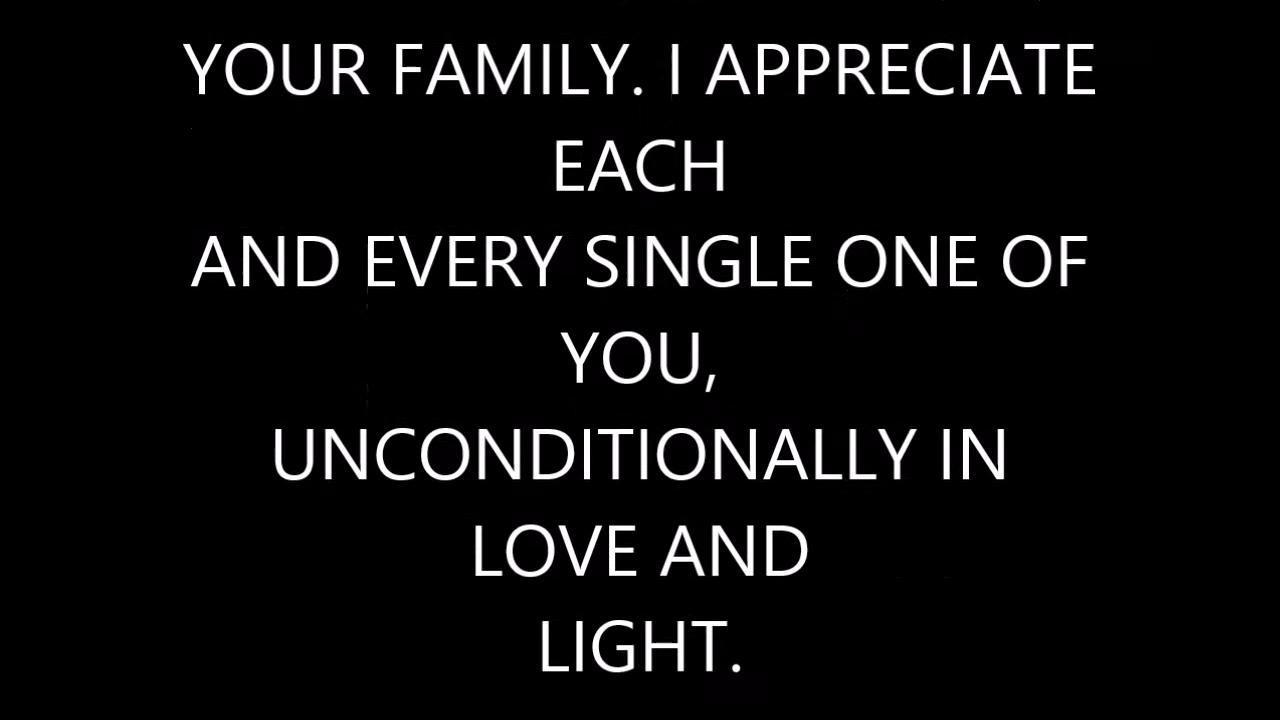 YOUR FAMILY. I APPRECIATE
EACH
AND EVERY SINGLE ONE OF
YOU,
UNCONDITIONALLY IN
LOVE AND
LIGHT.